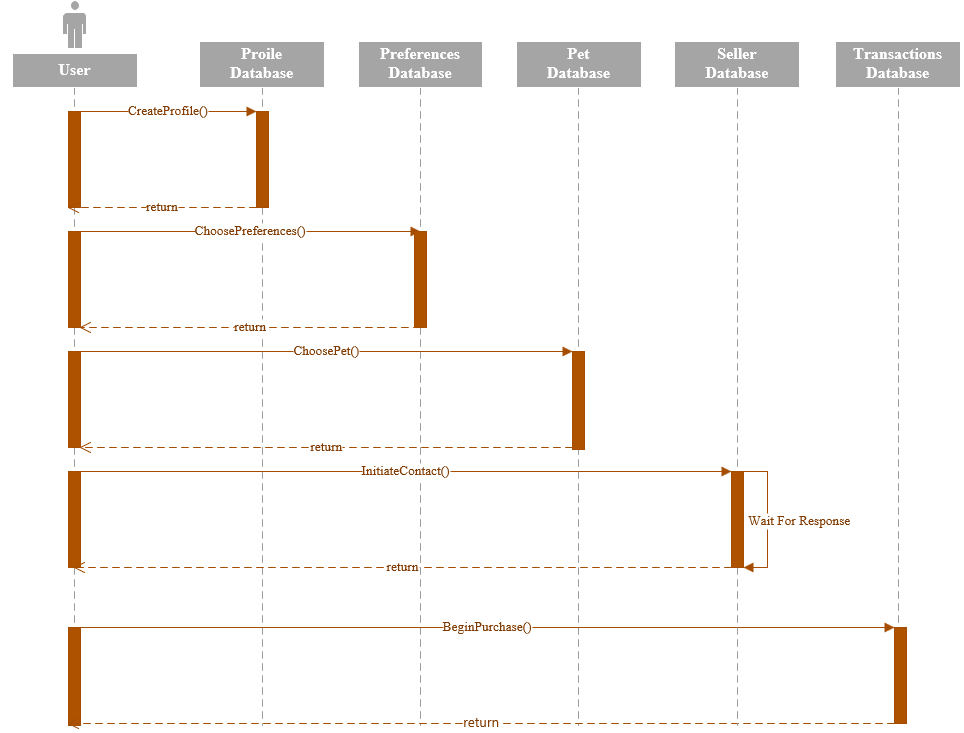 User
Proile
Database
Preferences
Database
Pet
Database
Seller
Database
Transactions
Database
CreateProfile()
return
ChoosePreferences()
return
ChoosePet()
return
InitiateContact()
Wait For Response
return
BeginPurchase()
return